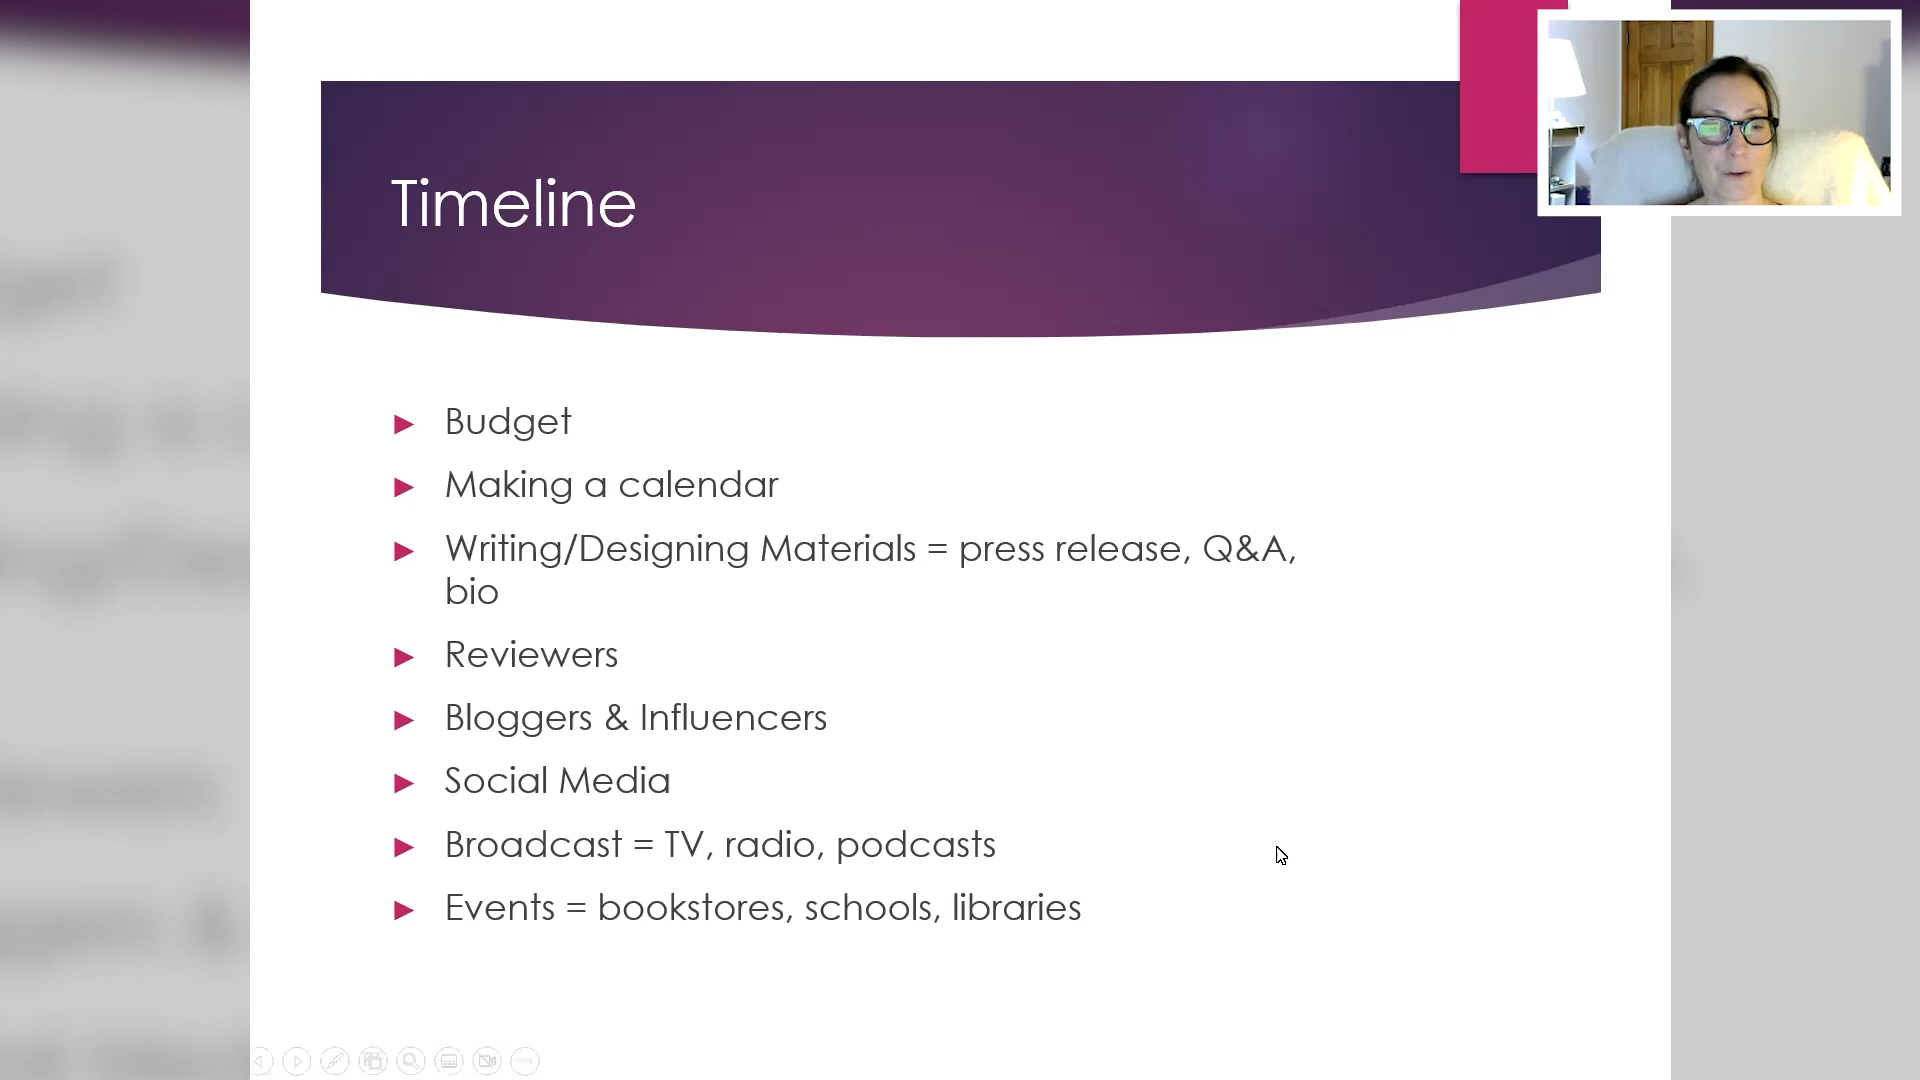 Timeline
Budget
Making a calendar
Writing/Designing Materials = press release, Q&A,
bio
Reviewers
Bloggers & Influencers
Social Media
Broadcast = TV, radio, podcasts
Events = bookstores, schools, libraries